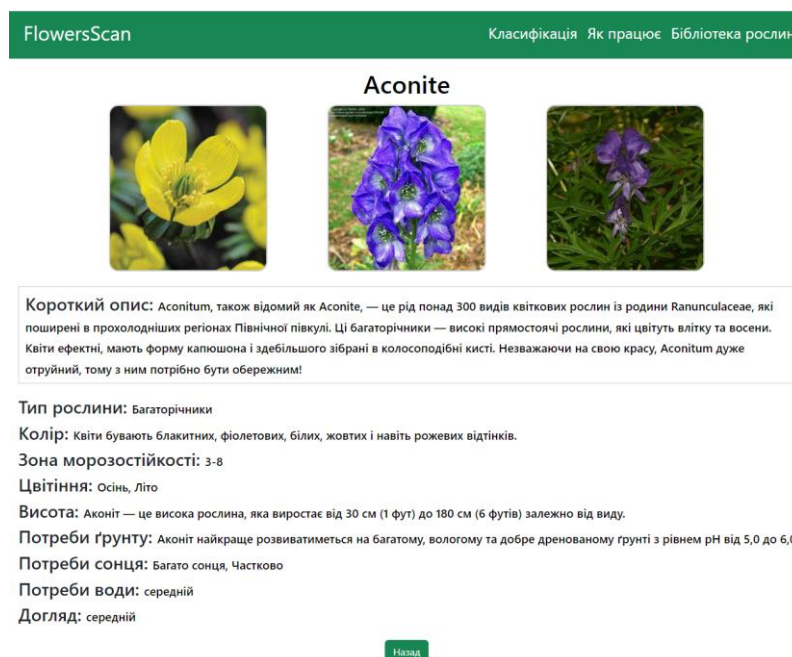 FlowersScan
Класифікація Як працює Бібліотека рослин
Aconite
Короткий опис: Aconitum, також відомий як Aconite, — це рід понад 300 видів квіткових рослин із родини Ranunculaceae, які
поширені в прохолодніших регіонах Північної півкулі. Ці багаторічники — високі прямостоячі рослини, які цвітуть влітку та восени.
Квіти ефектні, мають форму капюшона і здебільшого зібрані в колосоподібні кисті. Незважаючи на свою красу, Aconitum дуже
отруйний, тому з ним потрібно бути обережним!
Тип рослини: Багаторічники
Колір: Квіти бувають блакитних, фіолетових, білих, жовтих і навіть рожевих відтінків.
Зона морозостійкості: 3-8
Цвітіння: Осінь, Літо
Висота: Аконіт — це висока рослина, яка виростає від 30 см (1 фут) до 180 см (6 футів) залежно від виду.
Потреби ґрунту: Аконіт найкраще розвиватиметься на багатому, вологому та добре дренованому ґрунті з рівнем pH від 5,0 до 6,0
Потреби сонця: Багато сонця, Частково
Потреби води: середній
Догляд: середній
Назад